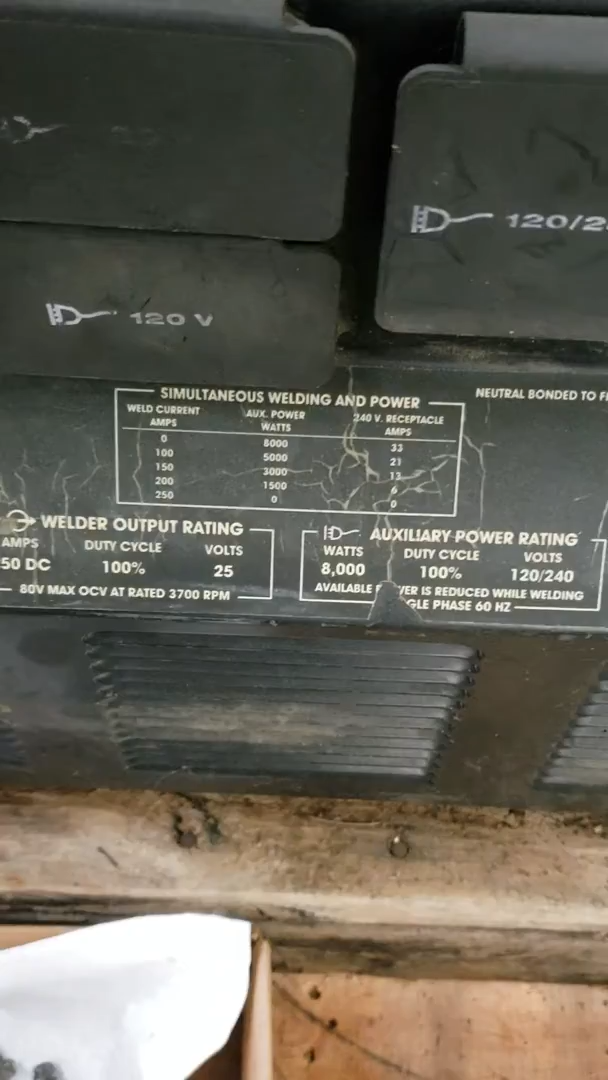 120/2
120 V
SIMULTANEOUS WELDING AND POWER
NEUTRAL BONDED TO
WELD CURRENT AMPS AUX. POWER WATTS 240 V. RECEPTACLE AMPS
0 8000 33
100 5000 21
150 3000 13
200 1500 6
250 0 0
WELDER OUTPUT RATING
AMPS DUTY CYCLE VOLTS
50 DC 100% 25
80V MAX OCV AT RATED 3700 RPM
AUXILIARY POWER RATING
WATTS DUTY CYCLE VOLTS
8,000 100% 120/240
AVAILABLE VER IS REDUCED WHILE WELDING
GLE PHASE 60 HZ